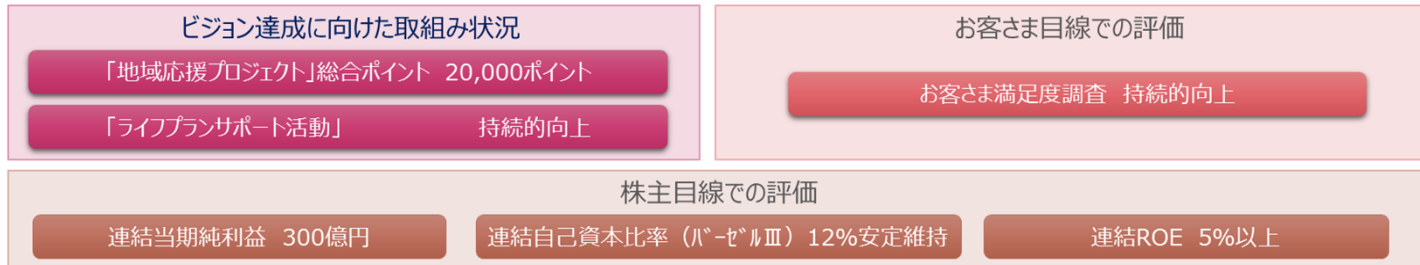 ビジョン達成に向けた取組み状況
「地域応援プロジェクト」総合ポイント 20,000ポイント
「ライフプランサポート活動」 持続的向上
お客さま目線での評価
お客さま満足度調査 持続的向上
株主目線での評価
連結当期純利益 300億円
連結自己資本比率（ﾊﾞｰｾﾞﾙⅢ）12%安定維持
連結ROE 5%以上